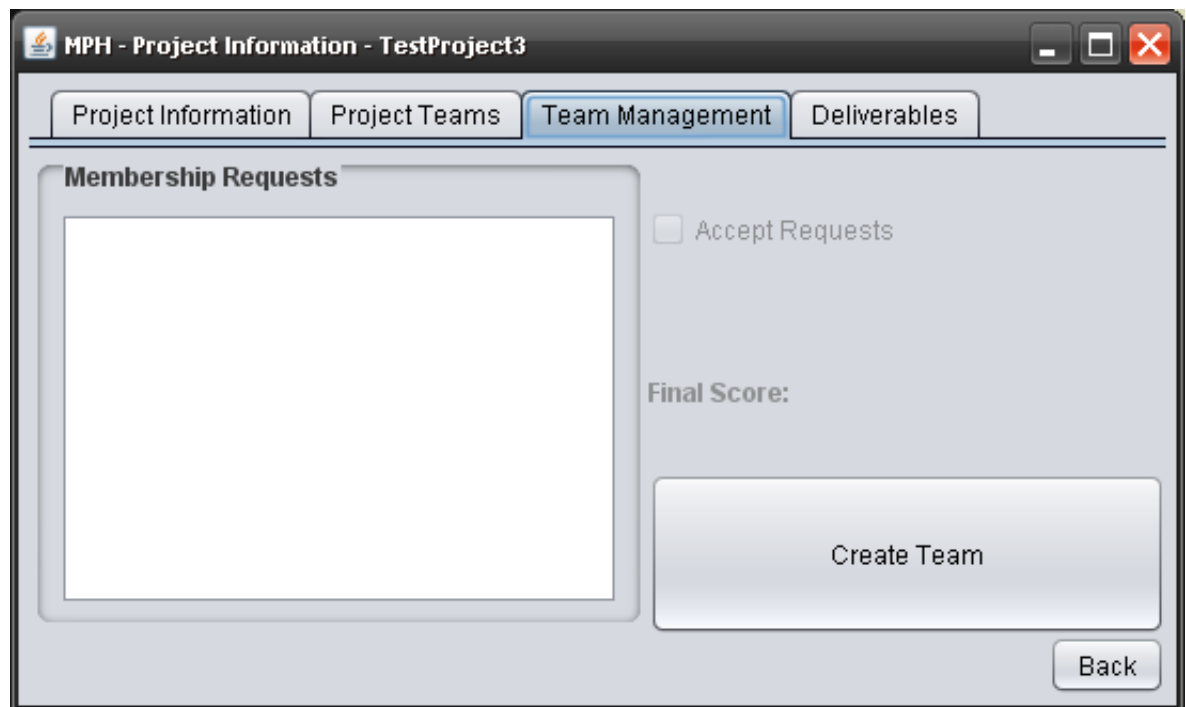 MPH - Project Information - TestProject3
Project Information Project Teams Team Management Deliverables
Membership Requests
Accept Requests
Final Score:
Create Team
Back